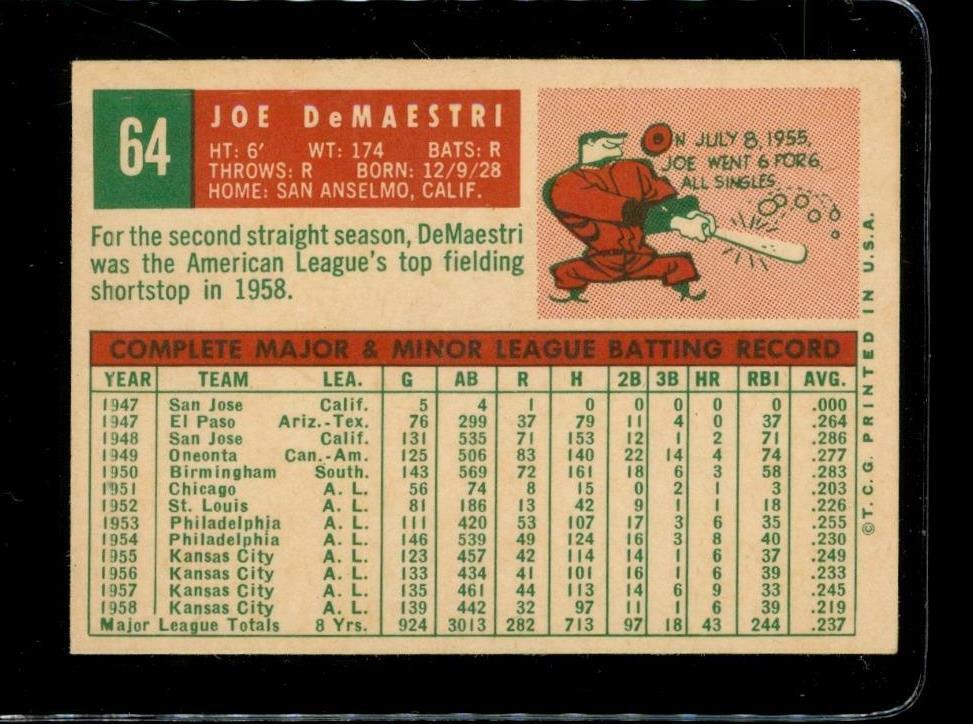 64
JOE DeMAESTRI
HT: 6' WT: 174 BATS: R
THROWS: R BORN: 12/9/28
HOME: SAN ANSELMO, CALIF.
For the second straight season, DeMaestri
was the American League's top fielding
shortstop in 1958.
ON JULY 8, 1955,
JOE WENT 6 FOR 6,
ALL SINGLES
COMPLETE MAJOR & MINOR LEAGUE BATTING RECORD
YEAR TEAM LEA. G AB R H 2B 3B HR RBI AVG.
1947 San Jose Calif. 5 4 1 0 0 0 0 0 .000
1947 El Paso Ariz.-Tex. 76 299 37 79 11 4 0 37 .264
1948 San Jose Calif. 131 535 71 153 12 1 2 71 .286
1949 Oneonta Can.-Am. 125 506 83 140 22 14 4 74 .277
1950 Birmingham South. 143 569 72 161 18 6 3 58 .283
1951 Chicago A. L. 56 74 8 15 0 2 1 3 .203
1952 St. Louis A. L. 81 186 13 42 9 1 1 18 .226
1953 Philadelphia A. L. 111 420 53 107 17 3 6 35 .255
1954 Philadelphia A. L. 146 539 49 124 16 3 8 40 .230
1955 Kansas City A. L. 123 457 42 114 14 1 6 37 .249
1956 Kansas City A. L. 133 434 41 101 16 1 6 39 .233
1957 Kansas City A. L. 135 461 44 113 14 6 9 33 .245
1958 Kansas City A. L. 139 442 32 97 11 1 6 39 .219
Major League Totals 8 Yrs. 924 3013 282 713 97 18 43 244 .237
©T.C.G. PRINTED IN U.S.A.